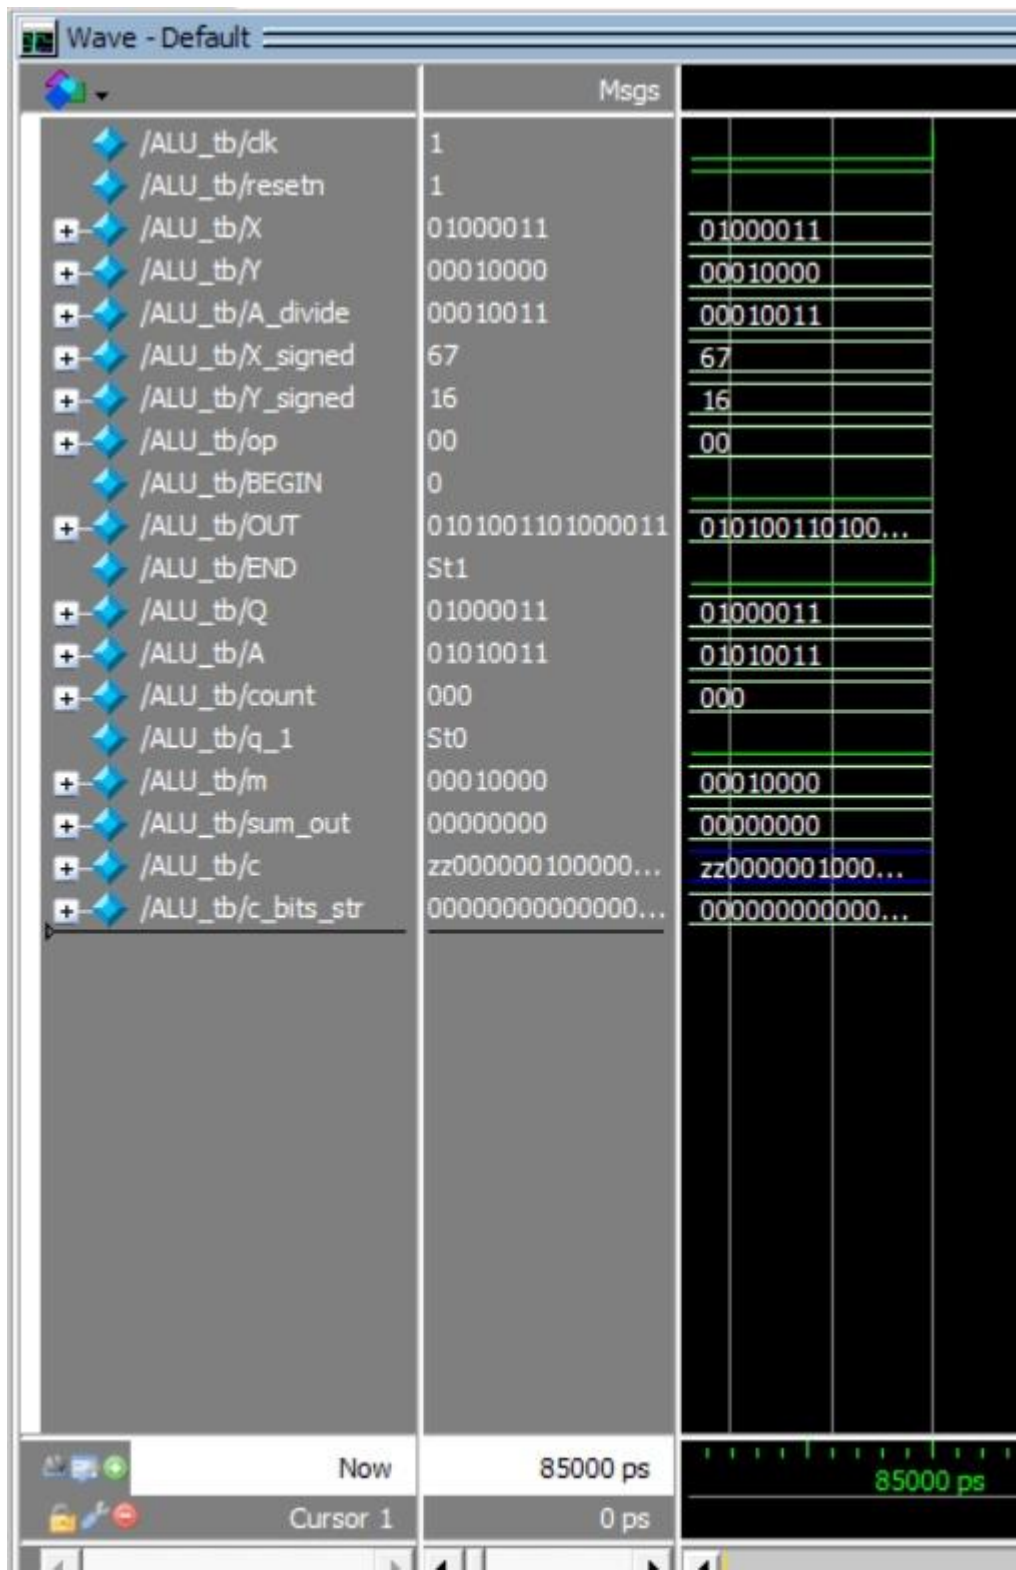 Wave - Default
Msgs
/ALU_tb/clk 1
/ALU_tb/resetn 1
/ALU_tb/X 01000011 01000011
/ALU_tb/Y 00010000 00010000
/ALU_tb/A_divide 00010011 00010011
/ALU_tb/X_signed 67 67
/ALU_tb/Y_signed 16 16
/ALU_tb/op 00 00
/ALU_tb/BEGIN 0
/ALU_tb/OUT 0101001101000011 010100110100...
/ALU_tb/END St1
/ALU_tb/Q 01000011 01000011
/ALU_tb/A 01010011 01010011
/ALU_tb/count 000 000
/ALU_tb/q_1 St0
/ALU_tb/m 00010000 00010000
/ALU_tb/sum_out 00000000 00000000
/ALU_tb/c zz0000000100000... zz0000001000...
/ALU_tb/c_bits_str 00000000000000... 000000000000...
Now 85000 ps 85000 ps
Cursor 1 0 ps